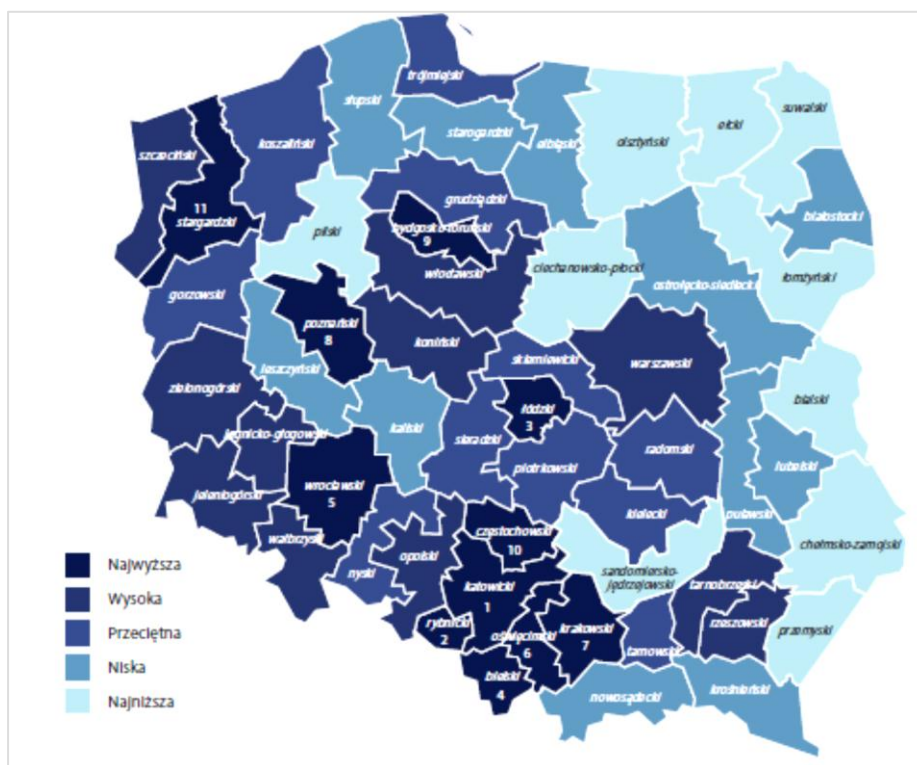 trójmiejski
słupski
koszaliński
starogardzki
elbląski
olsztyński
ełcki
suwalski
szczeciński
11
stargardzki
grudziądzki
białostocki
pilski
bydgosko-toruński
9
włocławski
ciechanowsko-płocki
ostrołęcko-siedlecki
łomżyński
gorzowski
poznański
8
koniński
skierniewicki
warszawski
leszczyński
bialski
zielonogórski
kaliski
łódzki
3
legnicko-głogowski
sieradzki
piotrkowski
radomski
lubelski
wrocławski
5
jeleniogórski
kielecki
puławski
wałbrzyski
częstochowski
10
opolski
nyski
chełmsko-zamojski
sandomiersko-
jędrzejowski
tarnobrzeski
katowicki
1
rybnicki
2
oświęcimski
6
krakowski
7
tarnowski
rzeszowski
przemyski
bielski
4
nowosądecki
krośnieński
Najwyższa
Wysoka
Przeciętna
Niska
Najniższa